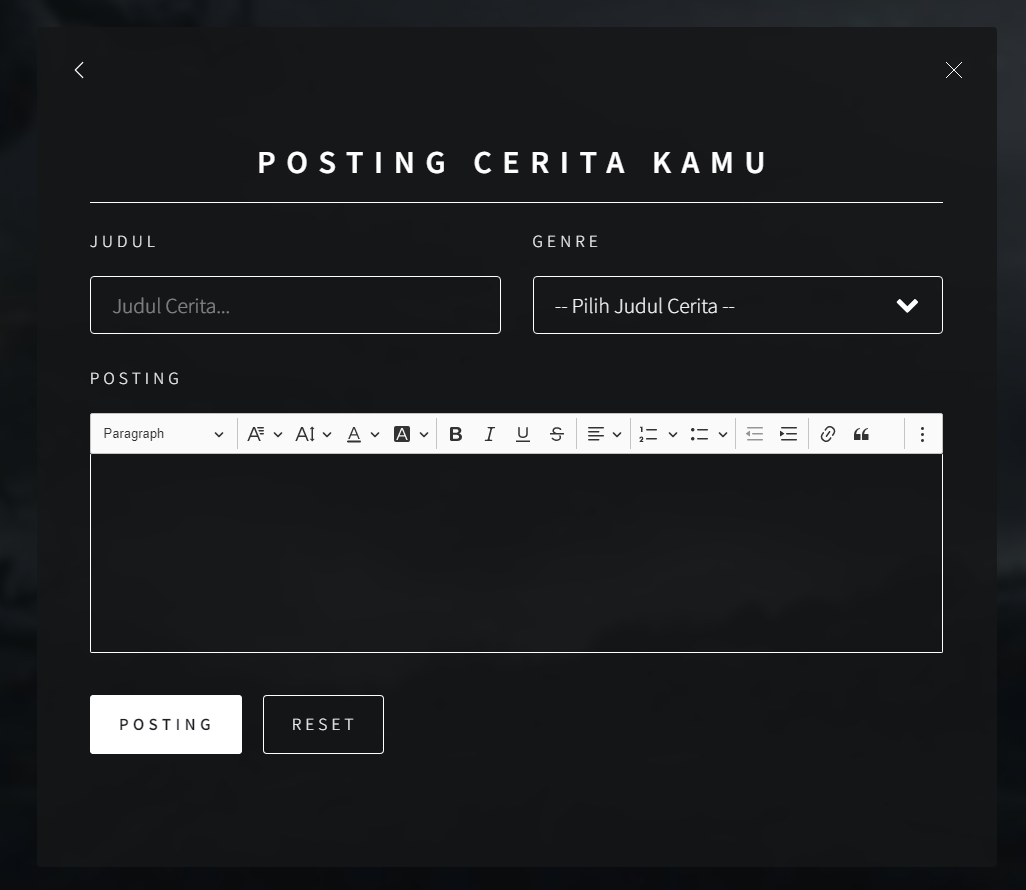 POSTING CERITA KAMU
JUDUL
GENRE
Judul Cerita...
-- Pilih Judul Cerita --
POSTING
Paragraph
POSTING
RESET